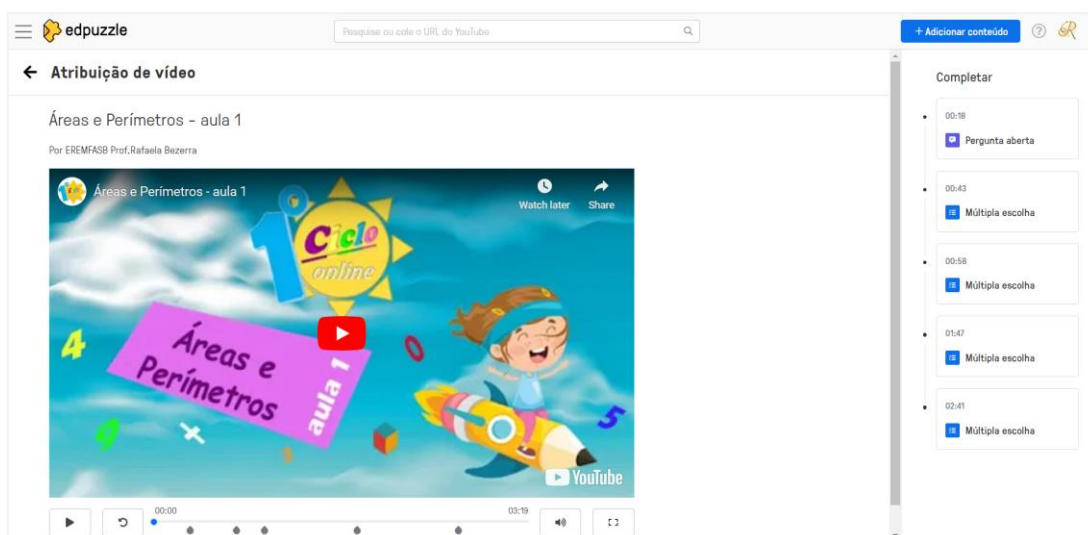 edpuzzle
Pesquise ou cole o URL do YouTube
+ Adicionar conteúdo
?
R
← Atribuição de vídeo
Áreas e Perímetros - aula 1
Por EREMFASB Prof.Rafaela Bezerra
Áreas e Perímetros - aula 1
Watch later
Share
1º Ciclo
online
Áreas e
Perímetros
aula 1
4
0
5
YouTube
00:00
03:19
Completar
00:18
Pergunta aberta
00:43
Múltipla escolha
00:58
Múltipla escolha
01:47
Múltipla escolha
02:41
Múltipla escolha